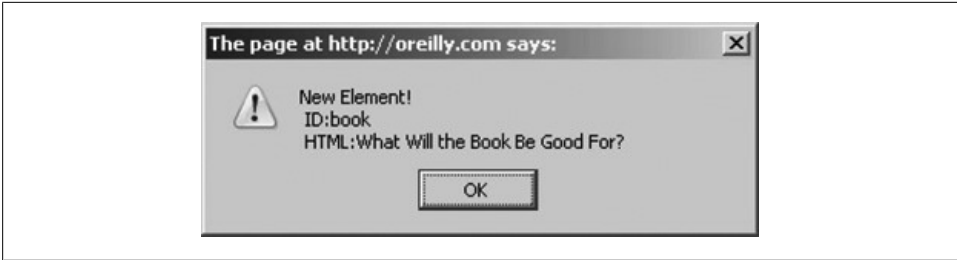 The page at http://oreilly.com says:
New Element!
ID:book
HTML:What Will the Book Be Good For?
OK